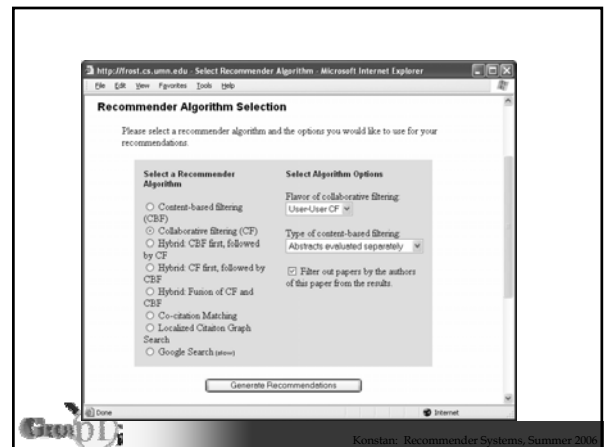 http://frost.cs.umn.edu - Select Recommender Algorithm - Microsoft Internet Explorer
File Edit View Favorites Tools Help
Recommender Algorithm Selection
Please select a recommender algorithm and the options you would like to use for your
recommendations.
Select a Recommender
Algorithm
Content-based filtering
(CBF)
Collaborative filtering (CF)
Hybrid: CBF first, followed
by CF
Hybrid: CF first, followed by
CBF
Hybrid: Fusion of CF and
CBF
Co-citation Matching
Localized Citaiton Graph
Search
Google Search (slow)
Select Algorithm Options
Flavor of collaborative filtering:
User-User CF
Type of content-based filtering:
Abstracts evaluated separately
Filter out papers by the authors
of this paper from the results.
Generate Recommendations
Done
Internet
Konstan: Recommender Systems, Summer 2006